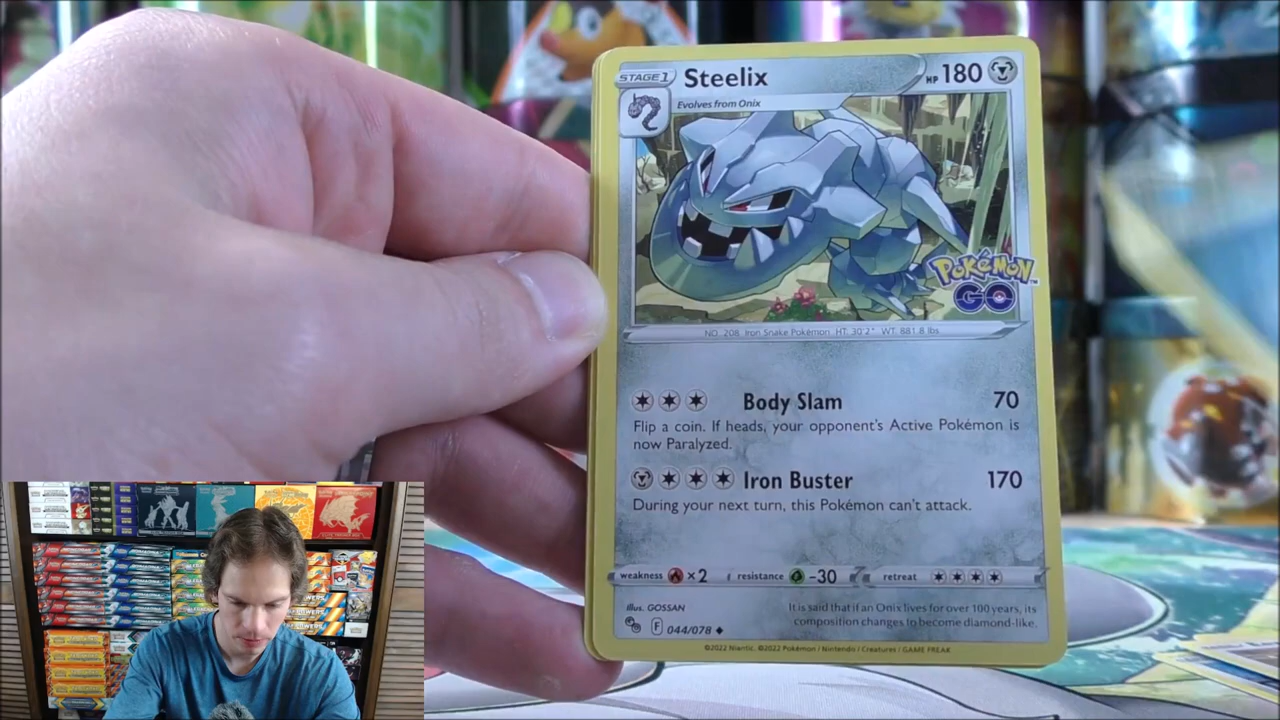 STAGE 1
Steelix
HP 180
Evolves from Onix
Pokémon
GO
NO. 208 Iron Snake Pokémon HT: 30'2" WT: 881.8 lbs
Body Slam 70
Flip a coin. If heads, your opponent's Active Pokémon is
now Paralyzed.
Iron Buster 170
During your next turn, this Pokémon can't attack.
weakness ×2 resistance -30 retreat
Illus. GOSSAN
It is said that if an Onix lives for over 100 years, its
composition changes to become diamond-like.
F 044/078
©2022 Niantic. ©2022 Pokémon / Nintendo / Creatures / GAME FREAK